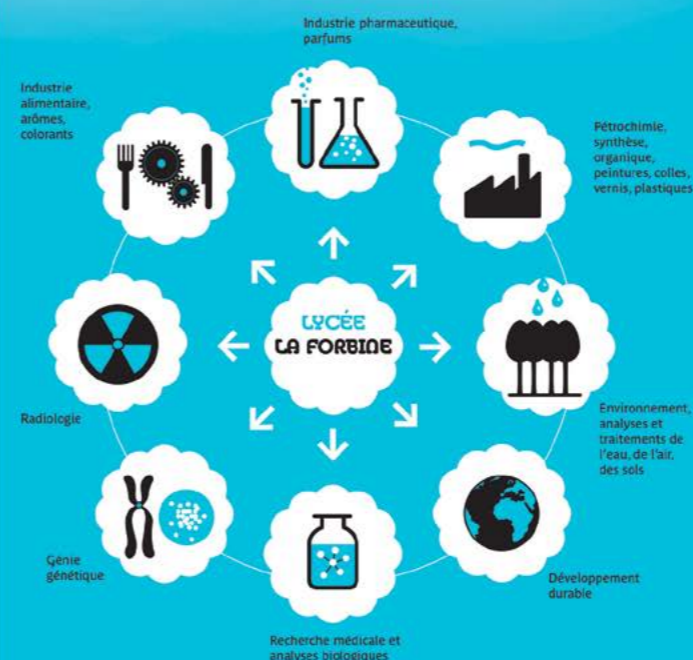 Industrie pharmaceutique,
parfums
Industrie
alimentaire,
arômes,
colorants
Pétrochimie,
synthèse,
organique,
peintures, colles,
vernis, plastiques
LYCÉE
LA FORBINE
Radiologie
Environnement,
analyses et
traitements de
l'eau, de l'air,
des sols
Génie
génétique
Développement
durable
Recherche médicale et
analyses biologiques